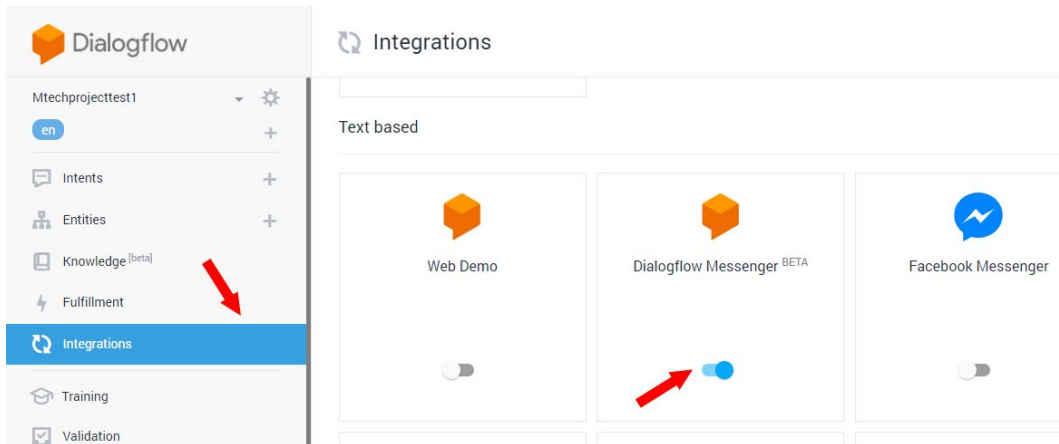 Dialogflow
Integrations
Mtechprojecttest1
en
Text based
Intents
Entities
Knowledge [beta]
Fulfillment
Integrations
Training
Validation
Web Demo
Dialogflow Messenger BETA
Facebook Messenger